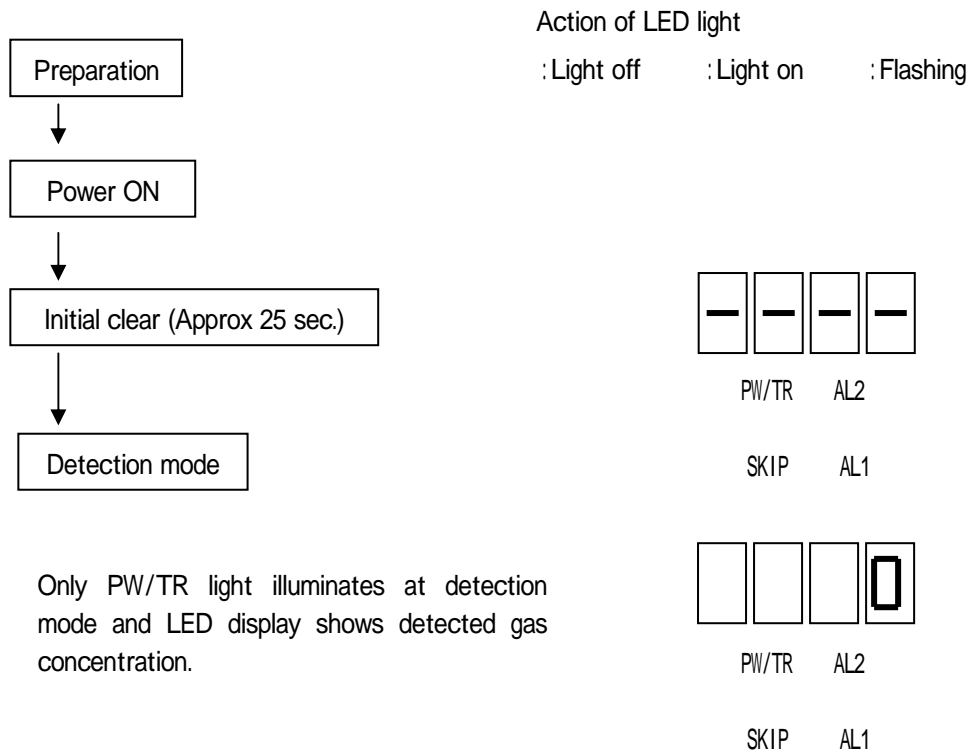 Action of LED light
:Light off :Light on :Flashing
Preparation
Power ON
Initial clear (Approx 25 sec.)
Detection mode
- - - -
PW/TR AL2
SKIP AL1
Only PW/TR light illuminates at detection
mode and LED display shows detected gas
concentration.
0
PW/TR AL2
SKIP AL1